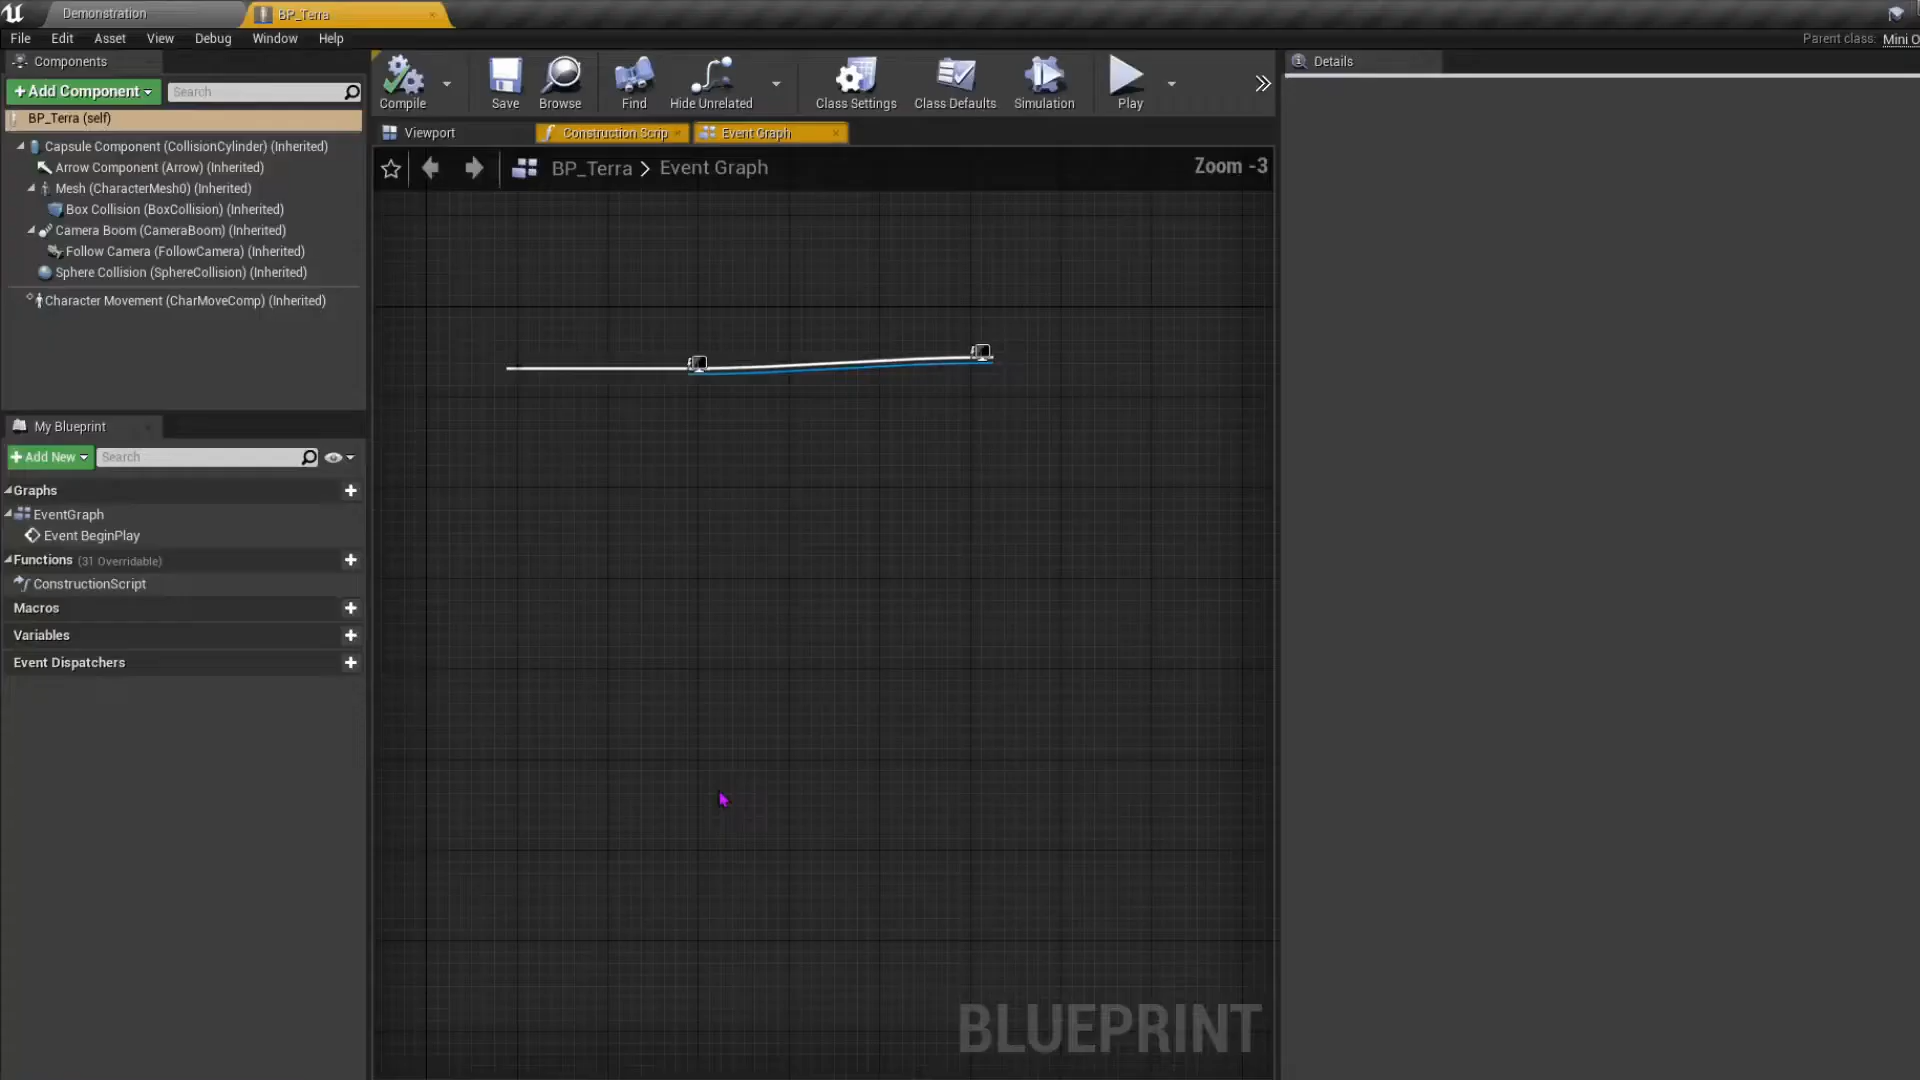 Demonstration
BP_Terra
File Edit Asset View Debug Window Help
Parent class: Mini O
Components
+Add Component
Search
BP_Terra (self)
Capsule Component (CollisionCylinder) (Inherited)
Arrow Component (Arrow) (Inherited)
Mesh (CharacterMesh0) (Inherited)
Box Collision (BoxCollision) (Inherited)
Camera Boom (CameraBoom) (Inherited)
Follow Camera (FollowCamera) (Inherited)
Sphere Collision (SphereCollision) (Inherited)
Character Movement (CharMoveComp) (Inherited)
My Blueprint
+Add New
Search
Graphs
EventGraph
Event BeginPlay
Functions (31 Overridable)
ConstructionScript
Macros
Variables
Event Dispatchers
Compile
Save
Browse
Find
Hide Unrelated
Class Settings
Class Defaults
Simulation
Play
Viewport
Construction Scrip
Event Graph
BP_Terra > Event Graph
Zoom -3
BLUEPRINT
Details